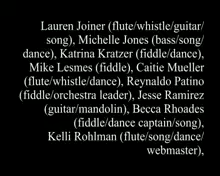 Lauren Joiner (flute/whistle/guitar/
song), Michelle Jones (bass/song/
dance), Katrina Kratzer (fiddle/dance),
Mike Lesmes (fiddle), Caitie Mueller
(flute/whistle/dance), Reynaldo Patino
(fiddle/orchestra leader), Jesse Ramirez
(guitar/mandolin), Becca Rhoades
(fiddle/dance captain/song),
Kelli Rohlman (flute/song/dance/
webmaster),